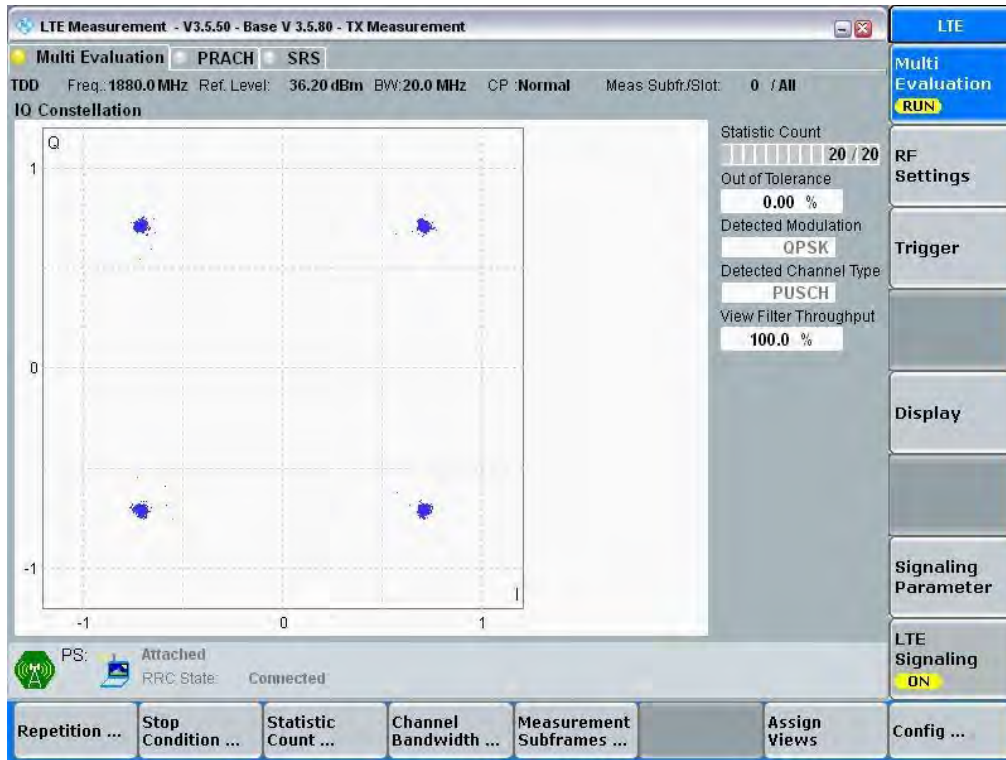 LTE Measurement - V3.5.50 - Base V 3.5.80 - TX Measurement
LTE
Multi Evaluation PRACH SRS
TDD Freq.: 1880.0 MHz Ref. Level: 36.20 dBm BW: 20.0 MHz CP : Normal Meas Subfr./Slot: 0 / All
IQ Constellation
Q
1
0
-1
-1 0 1
I
Statistic Count
20 / 20
Out of Tolerance
0.00 %
Detected Modulation
QPSK
Detected Channel Type
PUSCH
View Filter Throughput
100.0 %
Multi
Evaluation
RUN
RF
Settings
Trigger
Display
Signaling
Parameter
LTE
Signaling
ON
PS: Attached
RRC State: Connected
Repetition ...
Stop
Condition ...
Statistic
Count ...
Channel
Bandwidth ...
Measurement
Subframes ...
Assign
Views
Config ...